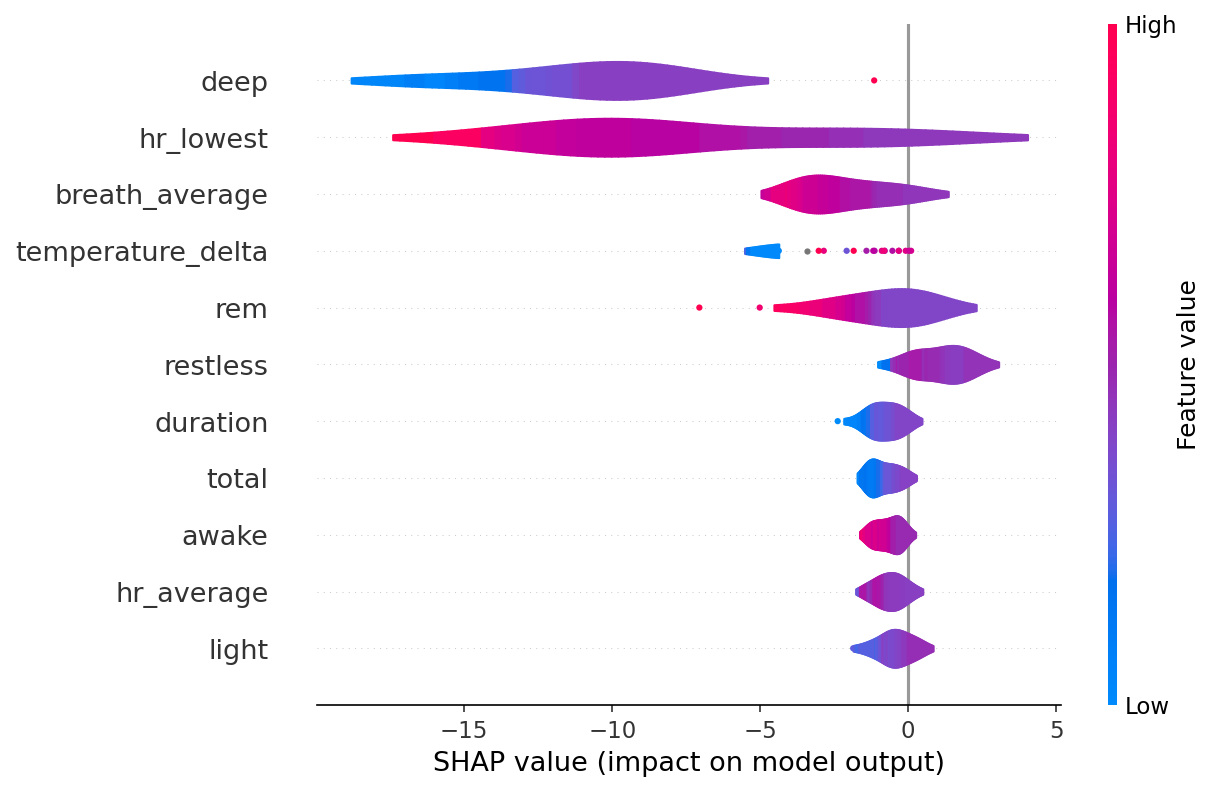 High
deep
hr_lowest
breath_average
temperature_delta
rem
restless
duration
total
awake
hr_average
light
Feature value
Low
−15
−10
−5
0
5
SHAP value (impact on model output)